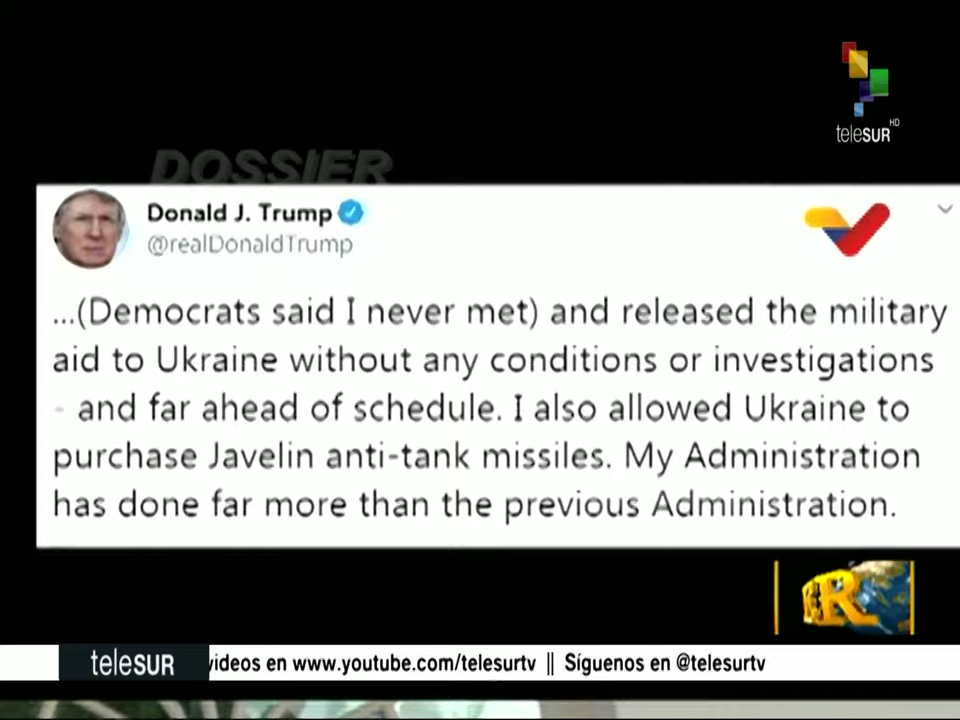 teleSUR HD
DOSSIER
Donald J. Trump
@realDonaldTrump
...(Democrats said I never met) and released the military
aid to Ukraine without any conditions or investigations
- and far ahead of schedule. I also allowed Ukraine to
purchase Javelin anti-tank missiles. My Administration
has done far more than the previous Administration.
teleSUR
videos en www.youtube.com/telesurtv || Síguenos en @telesurtv